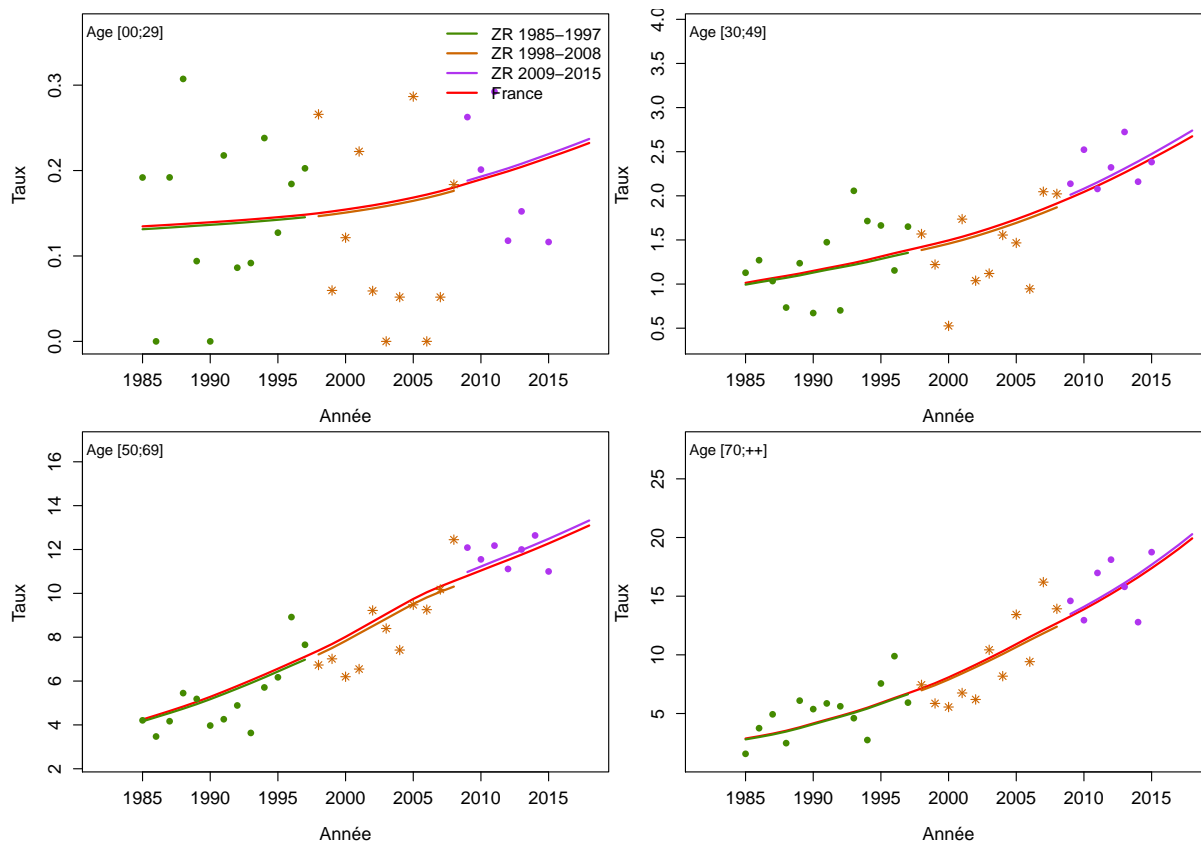 Age [00;29]
ZR 1985−1997
ZR 1998−2008
ZR 2009−2015
France
Taux
0.0 0.1 0.2 0.3
1985 1990 1995 2000 2005 2010 2015
Année
Age [30;49]
Taux
0.5 1.0 1.5 2.0 2.5 3.0 3.5 4.0
1985 1990 1995 2000 2005 2010 2015
Année
Age [50;69]
Taux
2 4 6 8 10 12 14 16
1985 1990 1995 2000 2005 2010 2015
Année
Age [70;++]
Taux
5 10 15 20 25
1985 1990 1995 2000 2005 2010 2015
Année